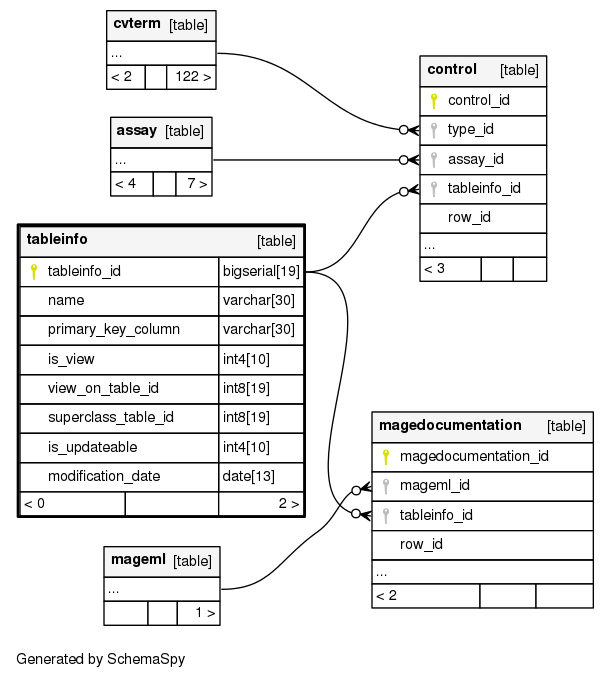 cvterm [table]
...
< 2 122 >
assay [table]
...
< 4 7 >
control [table]
control_id
type_id
assay_id
tableinfo_id
row_id
...
< 3
tableinfo [table]
tableinfo_id bigserial[19]
name varchar[30]
primary_key_column varchar[30]
is_view int4[10]
view_on_table_id int8[19]
superclass_table_id int8[19]
is_updateable int4[10]
modification_date date[13]
< 0 2 >
magedocumentation [table]
magedocumentation_id
mageml_id
tableinfo_id
row_id
...
< 2
mageml [table]
...
1 >
Generated by SchemaSpy